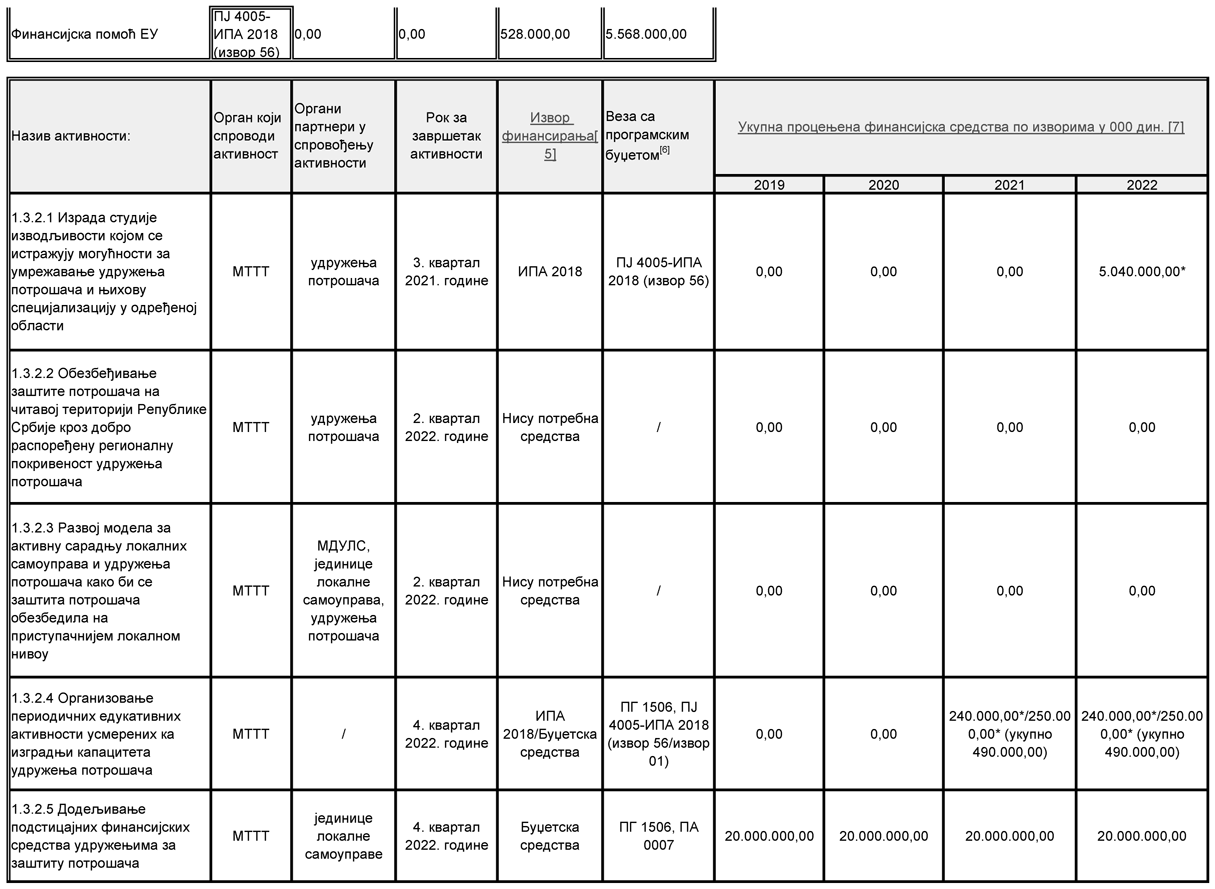 Финансијска помоћ ЕУ
ПЈ 4005-
ИПА 2018
(извор 56)
0,00
0,00
528.000,00
5.568.000,00
Назив активности:
Орган који
спроводи
активност
Органи
партнери у
спровођењу
активности
Рок за
завршетак
активности
Извор
финансирања[
5]
Веза са
програмским
буџетом[6]
Укупна процењена финансијска средства по изворима у 000 дин. [7]
2019
2020
2021
2022
1.3.2.1 Израда студије
изводљивости којом се
истражују могућности за
умрежавање удружења
потрошача и њихову
специјализацију у одређеној
области
МТТТ
удружења
потрошача
3. квартал
2021. године
ИПА 2018
ПЈ 4005-ИПА
2018 (извор 56)
0,00
0,00
0,00
5.040.000,00*
1.3.2.2 Обезбеђивање
заштите потрошача на
читавој територији Републике
Србије кроз добро
распоређену регионалну
покривеност удружења
потрошача
МТТТ
удружења
потрошача
2. квартал
2022. године
Нису потребна
средства
/
0,00
0,00
0,00
0,00
1.3.2.3 Развој модела за
активну сарадњу локалних
самоуправа и удружења
потрошача како би се
заштита потрошача
обезбедила на
приступачнијем локалном
нивоу
МТТТ
МДУЛС,
јединице
локалне
самоуправа,
удружења
потрошача
2. квартал
2022. године
Нису потребна
средства
/
0,00
0,00
0,00
0,00
1.3.2.4 Организовање
периодичних едукативних
активности усмерених ка
изградњи капацитета
удружења потрошача
МТТТ
/
4. квартал
2022. године
ИПА
2018/Буџетска
средства
ПГ 1506, ПЈ
4005-ИПА 2018
(извор 56/извор
01)
0,00
0,00
240.000,00*/250.00
0,00* (укупно
490.000,00)
240.000,00*/250.00
0,00* (укупно
490.000,00)
1.3.2.5 Додељивање
подстицајних финансијских
средства удружењима за
заштиту потрошача
МТТТ
јединице
локалне
самоуправе
4. квартал
2022. године
Буџетска
средства
ПГ 1506, ПА
0007
20.000.000,00
20.000.000,00
20.000.000,00
20.000.000,00